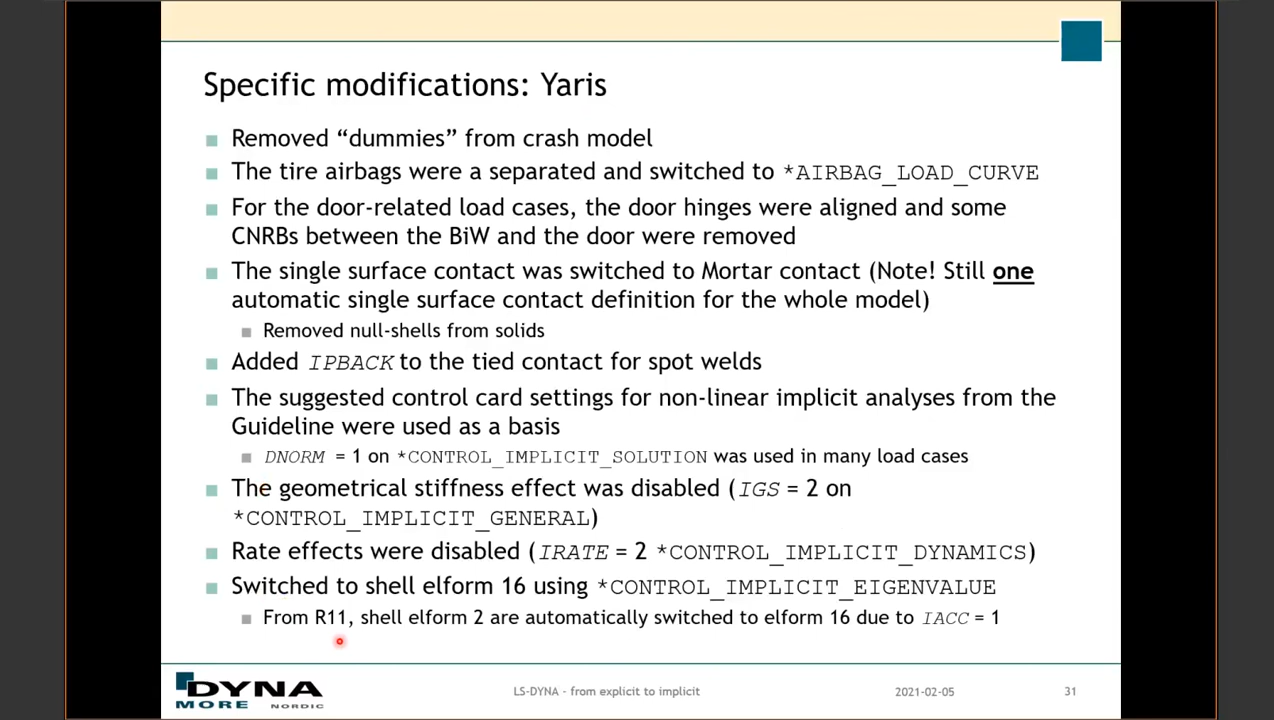 Specific modifications: Yaris
Removed “dummies” from crash model
The tire airbags were a separated and switched to *AIRBAG_LOAD_CURVE
For the door-related load cases, the door hinges were aligned and some
CNRBs between the BiW and the door were removed
The single surface contact was switched to Mortar contact (Note! Still one
automatic single surface contact definition for the whole model)
Removed null-shells from solids
Added IPBACK to the tied contact for spot welds
The suggested control card settings for non-linear implicit analyses from the
Guideline were used as a basis
DNORM = 1 on *CONTROL_IMPLICIT_SOLUTION was used in many load cases
The geometrical stiffness effect was disabled (IGS = 2 on
*CONTROL_IMPLICIT_GENERAL)
Rate effects were disabled (IRATE = 2 *CONTROL_IMPLICIT_DYNAMICS)
Switched to shell elform 16 using *CONTROL_IMPLICIT_EIGENVALUE
From R11, shell elform 2 are automatically switched to elform 16 due to IACC = 1
DYNA
MORE NORDIC
LS-DYNA - from explicit to implicit
2021-02-05
31